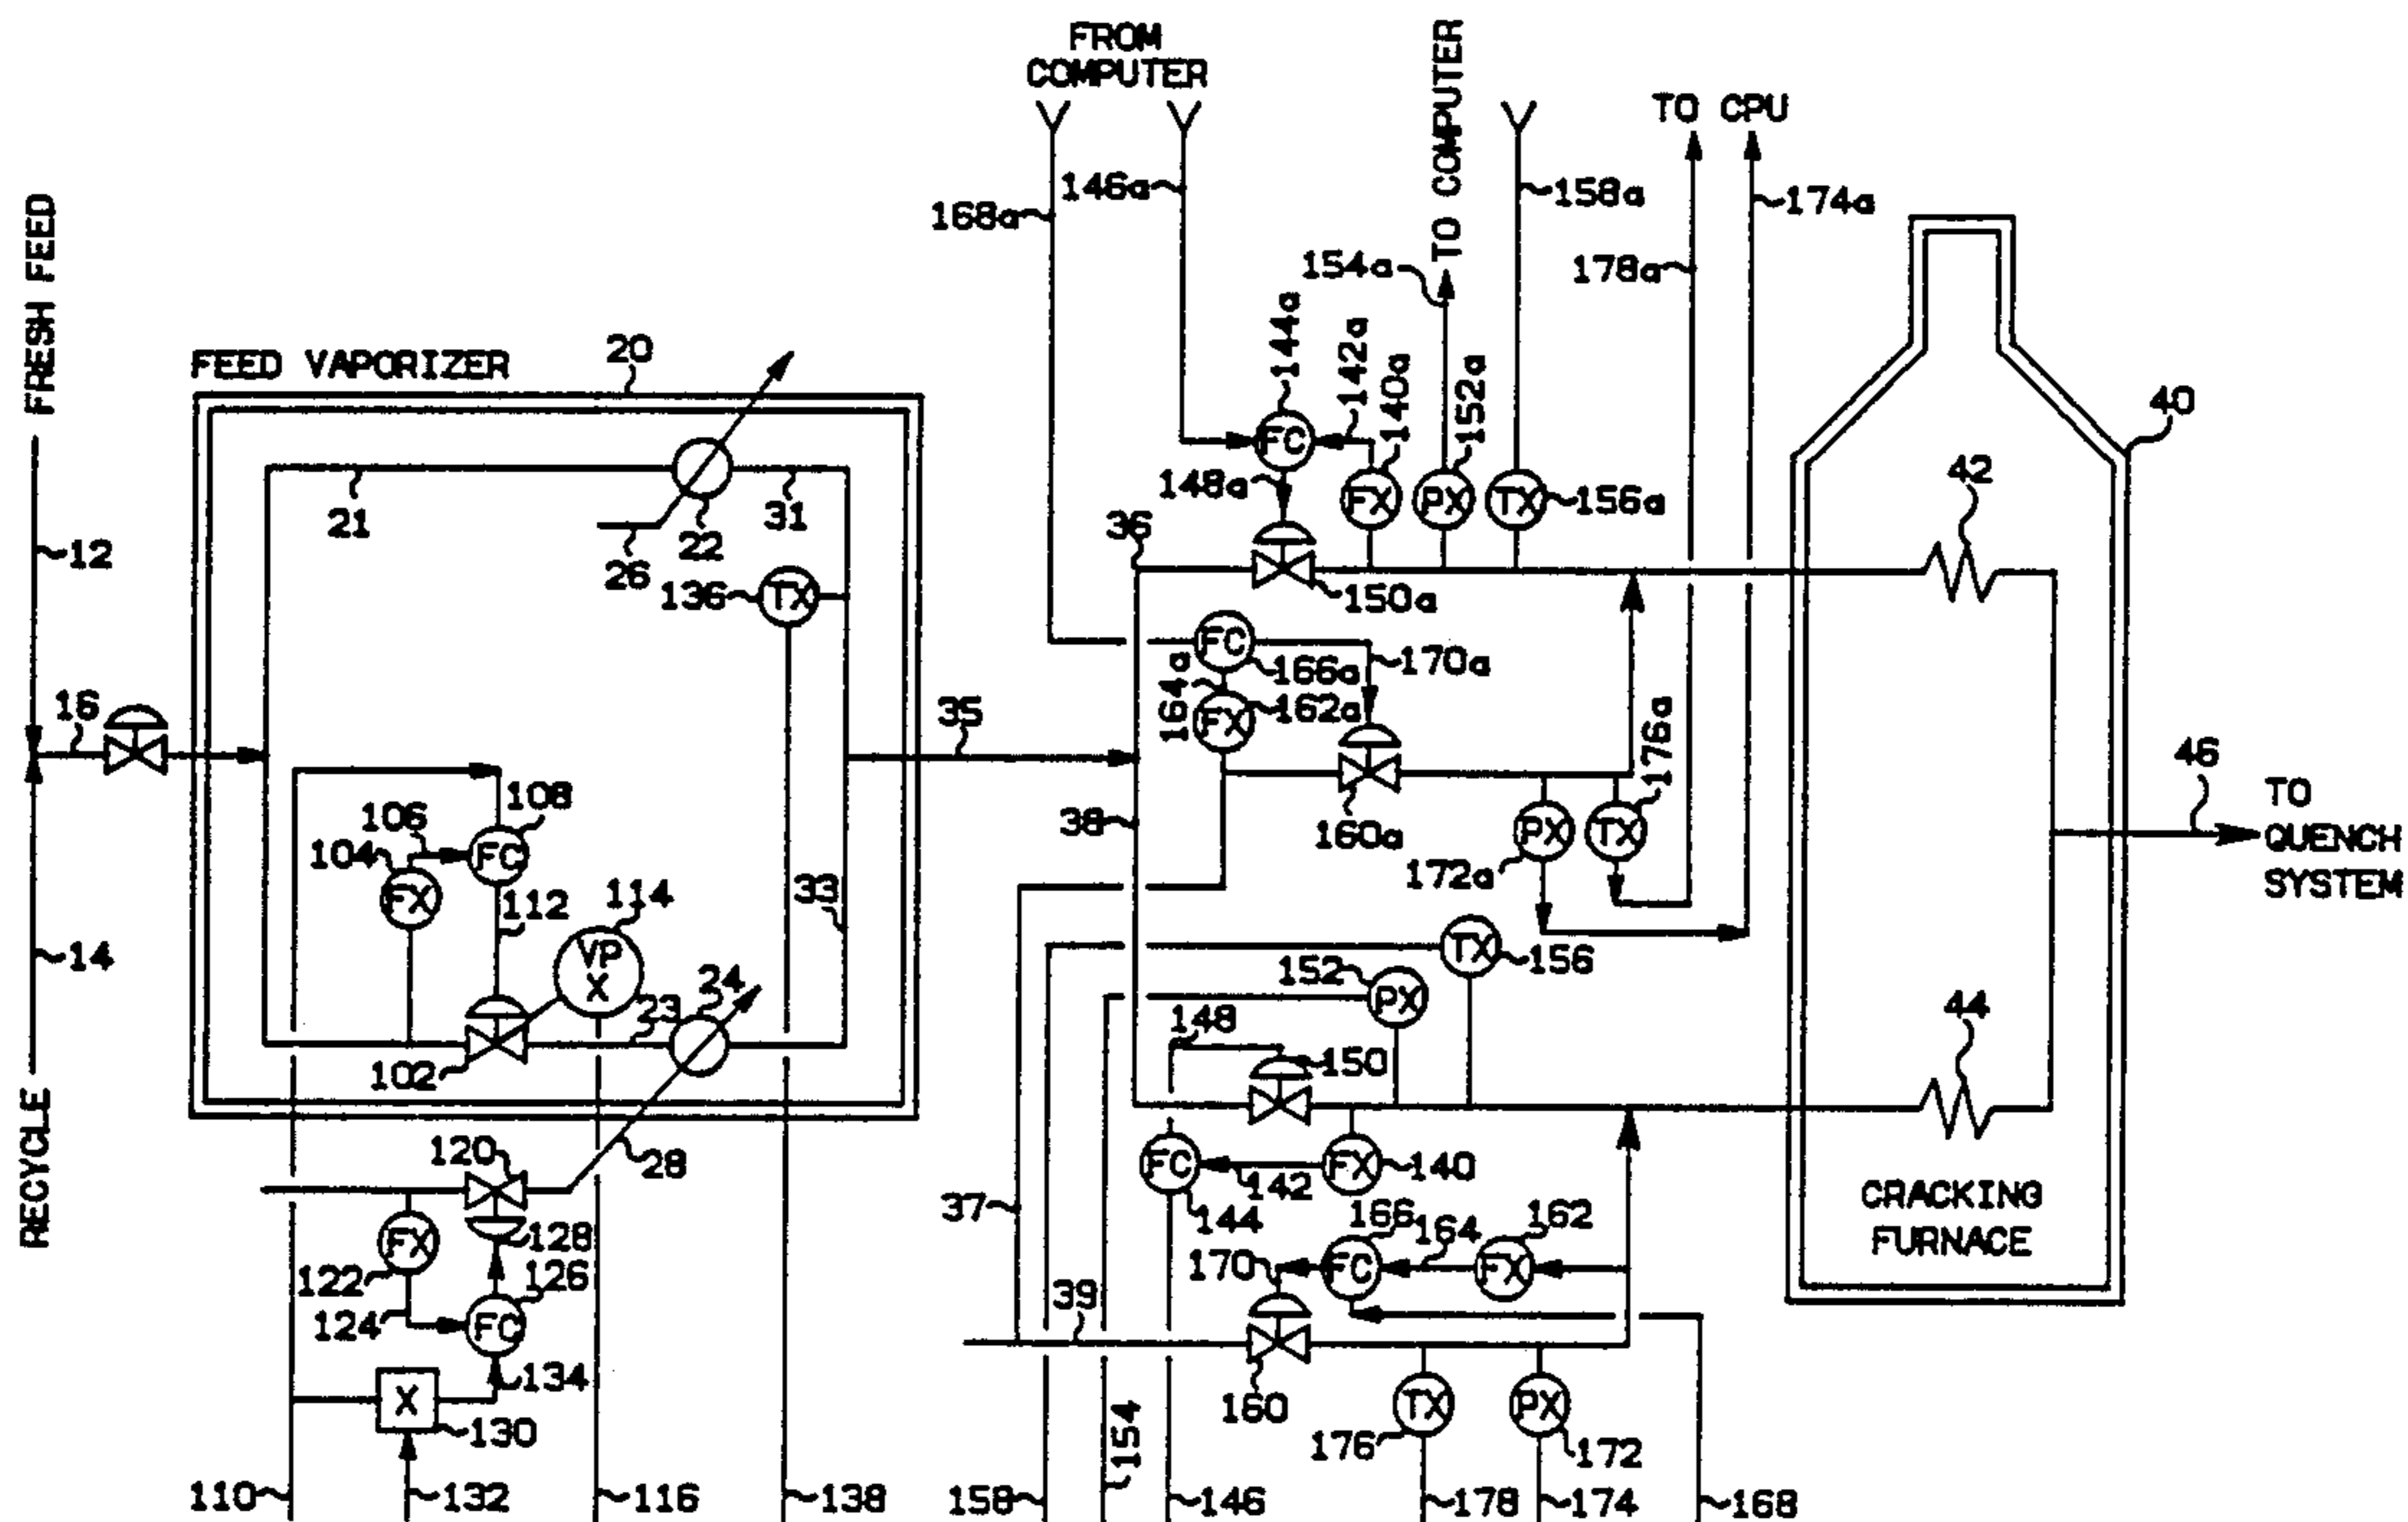 FROM
COMPUTER
TO COMPUTER
TO CPU
146a
168a
158a
174a
154a
178a
144a
142a
140a
152a
FRESH FEED
FEED VAPORIZER
20
40
FC
148a
FX
PX
TX
156a
42
21
22
31
26
36
150a
12
136
TX
FC
166a
170a
164a
FX
162a
176a
16
35
46
TO
QUENCH
SYSTEM
38
160a
PX
TX
172a
106
108
104
FC
FX
112
114
VP
X
33
14
23
24
102
TX
156
152
PX
148
150
44
RECYCLE
120
28
FC
142
FX
140
144
CRACKING
FURNACE
37
FX
122
128
126
124
FC
134
X
130
166
164
162
170
FC
FX
39
160
TX
PX
176
172
154
110
132
116
138
158
146
178
174
168